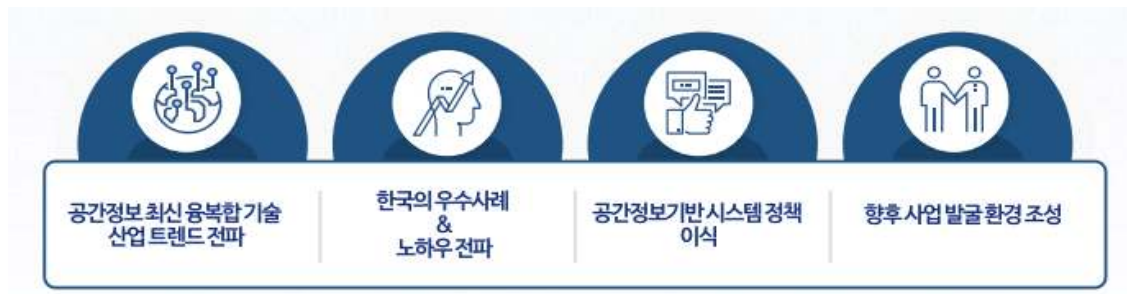 공간정보 최신 융복합 기술
산업 트렌드 전파
한국의 우수사례
&
노하우 전파
공간정보기반 시스템 정책
이식
향후 사업 발굴 환경 조성